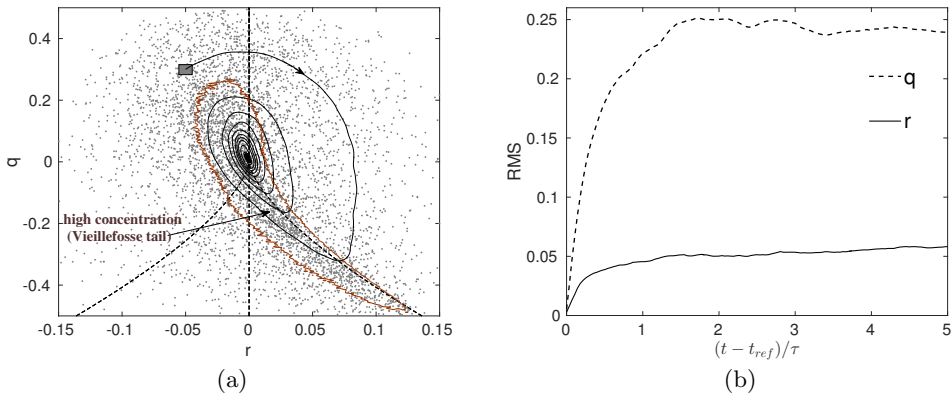 0.4
0.2
0
-0.2
-0.4
q
high concentration
(Vieillefosse tail)
-0.15
-0.1
-0.05
0
0.05
0.1
0.15
r
(a)
0.25
0.2
0.15
0.1
0.05
0
RMS
q
r
0
1
2
3
4
5
(t − t_{ref})/τ
(b)